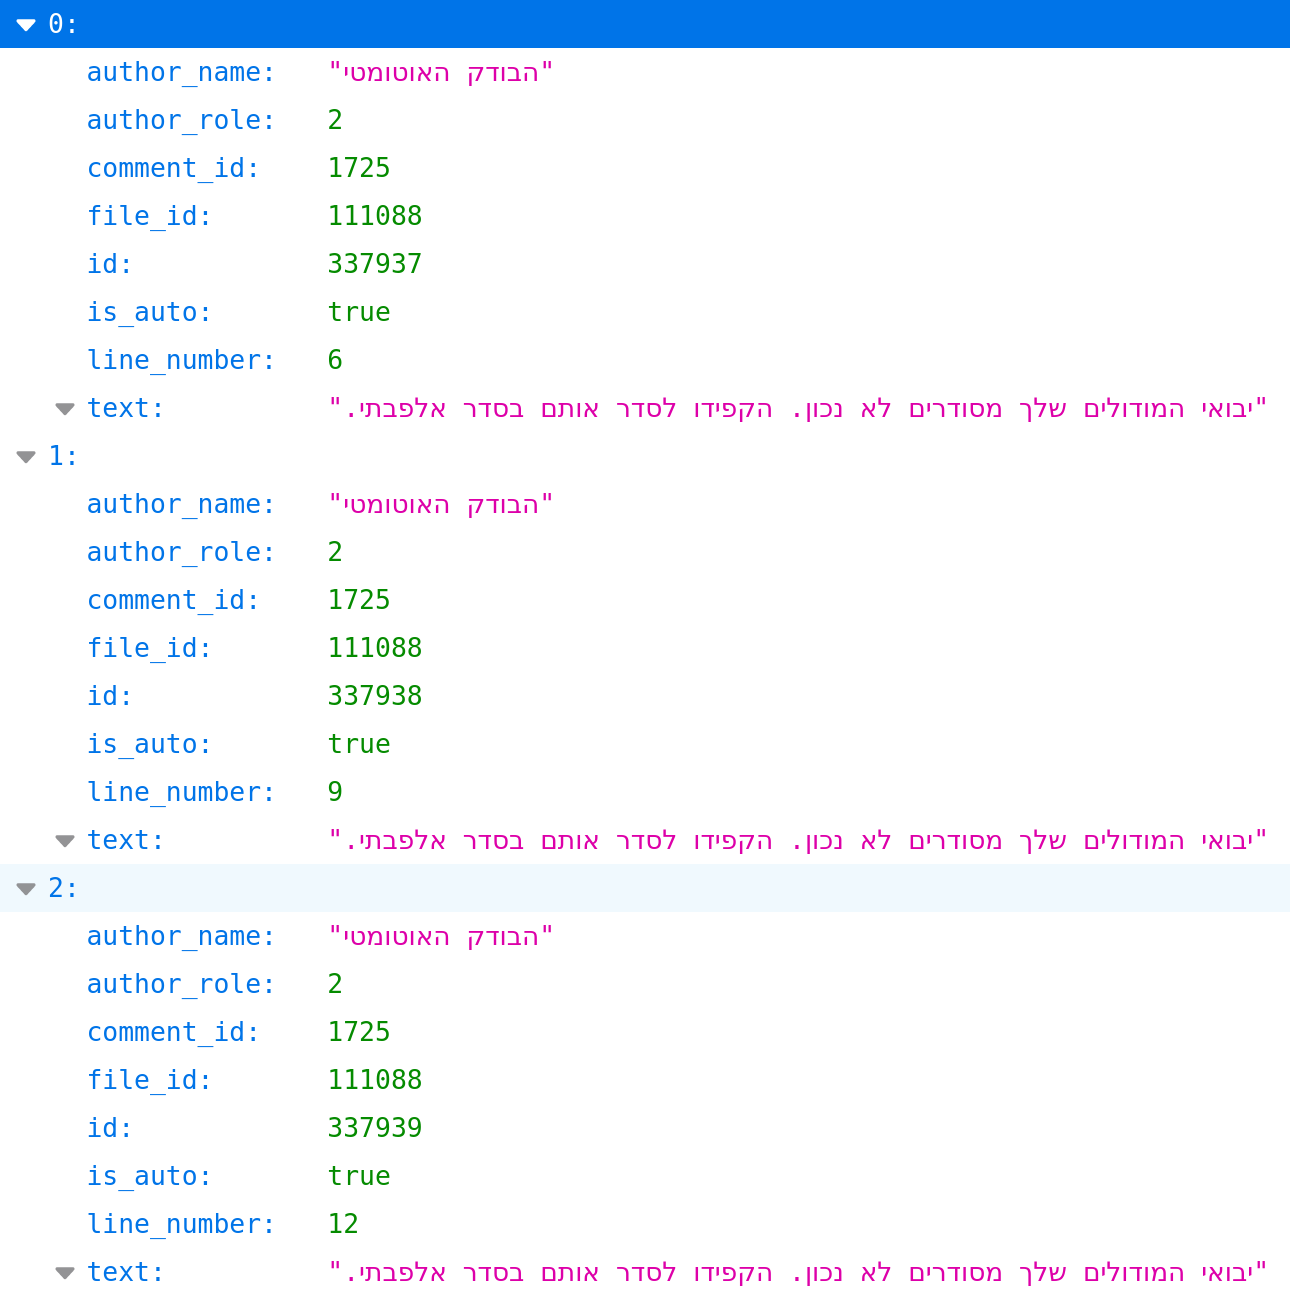 0:
author_name: "הבודק האוטומטי"
author_role: 2
comment_id: 1725
file_id: 111088
id: 337937
is_auto: true
line_number: 6
text: "יבואי המודולים שלך מסודרים לא נכון. הקפידו לסדר אותם בסדר אלפבתי."
1:
author_name: "הבודק האוטומטי"
author_role: 2
comment_id: 1725
file_id: 111088
id: 337938
is_auto: true
line_number: 9
text: "יבואי המודולים שלך מסודרים לא נכון. הקפידו לסדר אותם בסדר אלפבתי."
2:
author_name: "הבודק האוטומטי"
author_role: 2
comment_id: 1725
file_id: 111088
id: 337939
is_auto: true
line_number: 12
text: "יבואי המודולים שלך מסודרים לא נכון. הקפידו לסדר אותם בסדר אלפבתי."